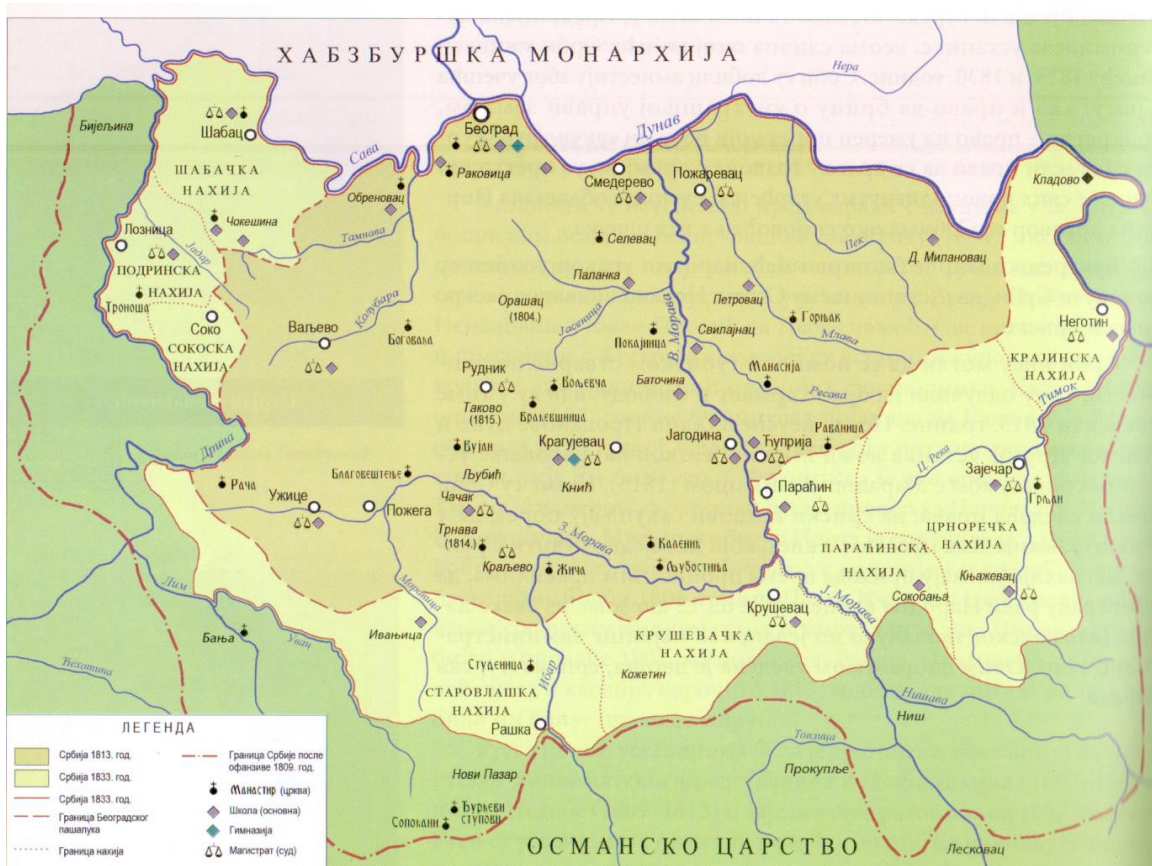 ХАБЗБУРШКА МОНАРХИЈА
Нера
Бијељина
Шабац
Београд
Дунав
Сава
Раковица
Смедерево
Пожаревац
Кладово
ШАБАЧКА
НАХИЈА
Обреновац
Чокешина
Тамнава
Селевац
Пек
Д. Милановац
Лозница
Јадар
ПОДРИНСКА
НАХИЈА
Троноша
Соко
СОКОСКА
НАХИЈА
Паланка
Орашац
(1804.)
Јасеница
В. Морава
Петровац
Горњак
Млава
Неготин
Ваљево
Колубара
Боговађа
Покајница
Свилајнац
КРАЈИНСКА
НАХИЈА
Тимок
Рудник
Вољевча
Баточина
Манасија
Ресава
Таково
(1815.)
Враћевшница
Дрина
Вујан
Крагујевац
Јагодина
Ћуприја
Раваница
Благовештење
Љубић
Кнић
Ц. Река
Зајечар
Рача
Ужице
Пожега
Чачак
Параћин
Грљан
Трнава
(1814.)
З. Морава
ЦРНОРЕЧКА
НАХИЈА
Краљево
Жича
Каленић
Љубостиња
ПАРАЋИНСКА
НАХИЈА
Књажевац
Лим
Моравица
Крушевац
Ј. Морава
Сокобања
Бања
Увац
Ивањица
КРУШЕВАЧКА
НАХИЈА
Ћехотина
Студеница
Ибар
Кожетин
СТАРОВЛАШКА
НАХИЈА
Рашка
Нишава
Ниш
Топлица
Нови Пазар
Прокупље
Ђурђеви
ступови
Сопоћани
ОСМАНСКО ЦАРСТВО
Лесковац
ЛЕГЕНДА
Србија 1813. год.
Србија 1833. год.
Србија 1833. год.
Граница Београдског
пашалука
Граница нахија
Граница Србије после
офанзиве 1809. год.
Манастир (црква)
Школа (основна)
Гимназија
Магистрат (суд)